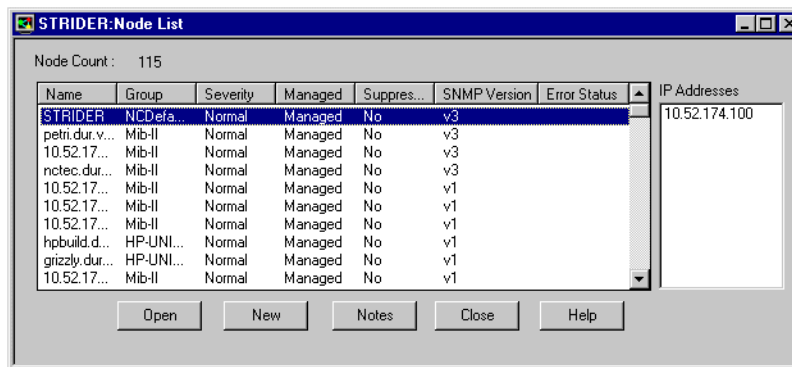 STRIDER:Node List
Node Count : 115
Name Group Severity Managed Suppres... SNMP Version Error Status IP Addresses
STRIDER NCDefa... Normal Managed No v3 10.52.174.100
petri.dur.v... Mib-II Normal Managed No v3
10.52.17... Mib-II Normal Managed No v3
nctec.dur... Mib-II Normal Managed No v3
10.52.17... Mib-II Normal Managed No v1
10.52.17... Mib-II Normal Managed No v1
10.52.17... Mib-II Normal Managed No v1
hpbuild.d... HP-UNI... Normal Managed No v1
grizzly.dur... HP-UNI... Normal Managed No v1
10.52.17... Mib-II Normal Managed No v1
Open New Notes Close Help